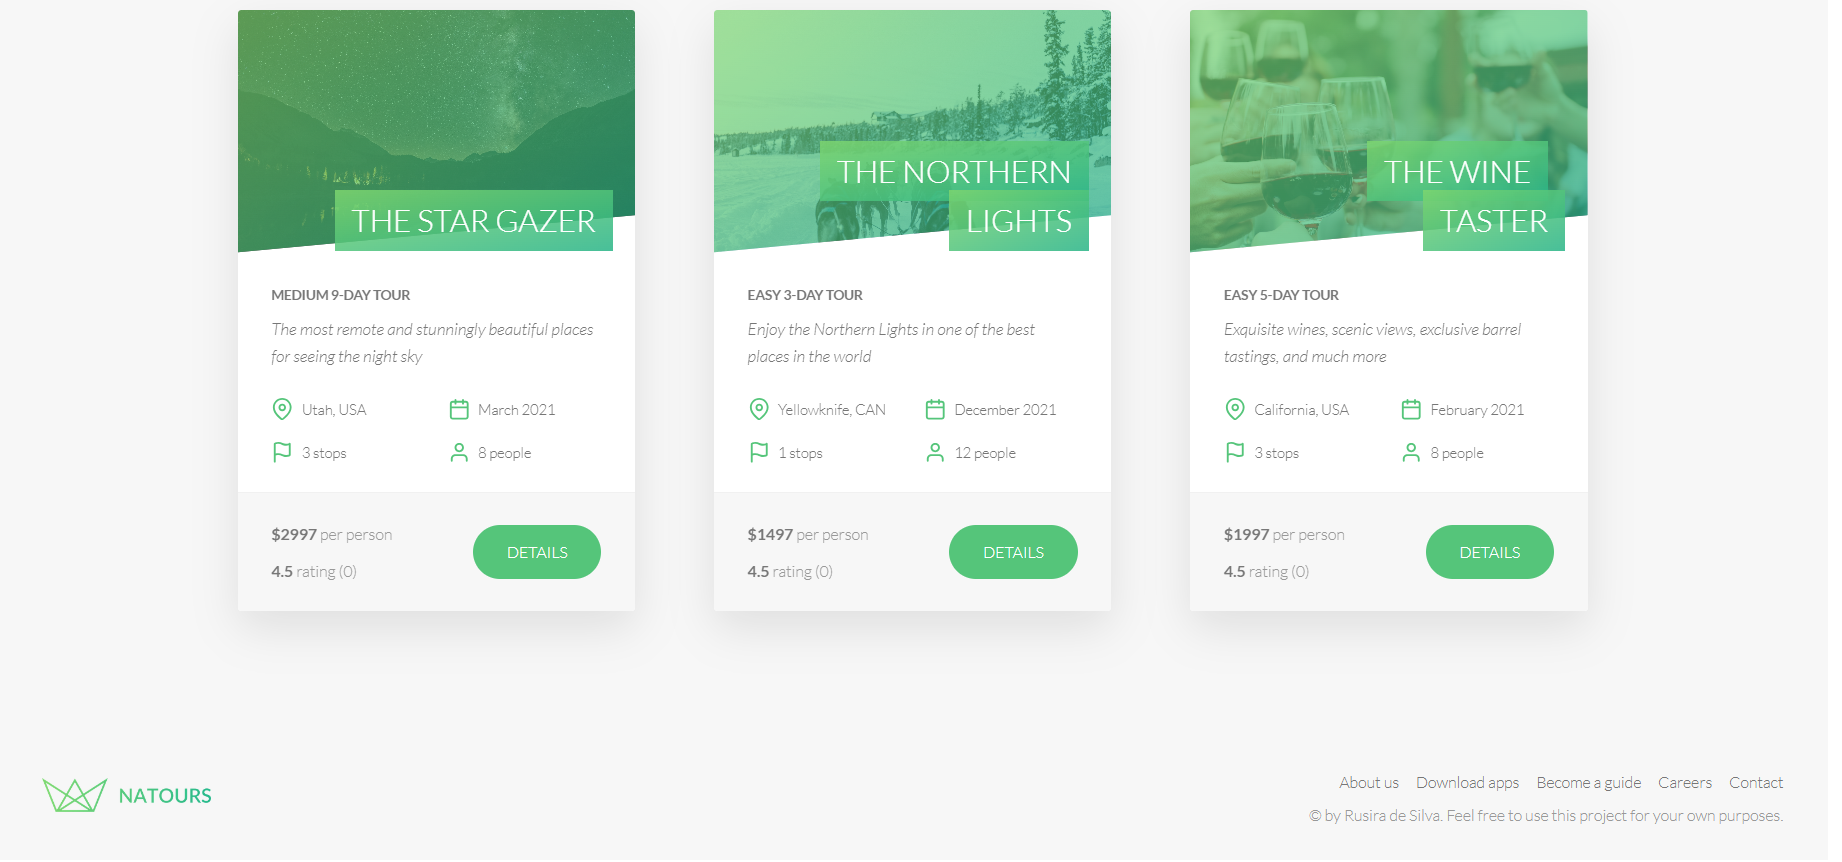 THE STAR GAZER
MEDIUM 9-DAY TOUR
The most remote and stunningly beautiful places
for seeing the night sky
Utah, USA
March 2021
3 stops
8 people
$2997 per person
4.5 rating (0)
DETAILS
THE NORTHERN
LIGHTS
EASY 3-DAY TOUR
Enjoy the Northern Lights in one of the best
places in the world
Yellowknife, CAN
December 2021
1 stops
12 people
$1497 per person
4.5 rating (0)
DETAILS
THE WINE
TASTER
EASY 5-DAY TOUR
Exquisite wines, scenic views, exclusive barrel
tastings, and much more
California, USA
February 2021
3 stops
8 people
$1997 per person
4.5 rating (0)
DETAILS
NATOURS
About us Download apps Become a guide Careers Contact
© by Rusira de Silva. Feel free to use this project for your own purposes.